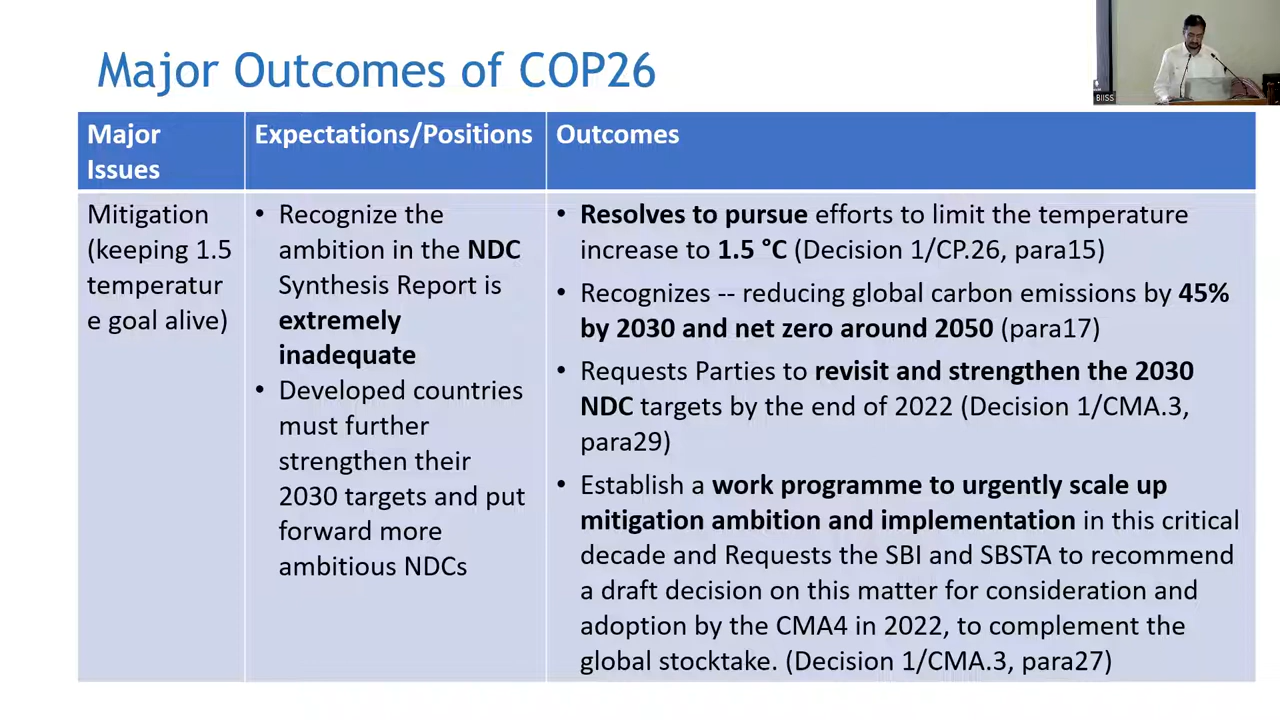 Major Outcomes of COP26
BIISS
Major
Issues
Expectations/Positions
Outcomes
Mitigation
(keeping 1.5
temperatur
e goal alive)
• Recognize the
ambition in the NDC
Synthesis Report is
extremely
inadequate
• Developed countries
must further
strengthen their
2030 targets and put
forward more
ambitious NDCs
• Resolves to pursue efforts to limit the temperature
increase to 1.5 °C (Decision 1/CP.26, para15)
• Recognizes -- reducing global carbon emissions by 45%
by 2030 and net zero around 2050 (para17)
• Requests Parties to revisit and strengthen the 2030
NDC targets by the end of 2022 (Decision 1/CMA.3,
para29)
• Establish a work programme to urgently scale up
mitigation ambition and implementation in this critical
decade and Requests the SBI and SBSTA to recommend
a draft decision on this matter for consideration and
adoption by the CMA4 in 2022, to complement the
global stocktake. (Decision 1/CMA.3, para27)